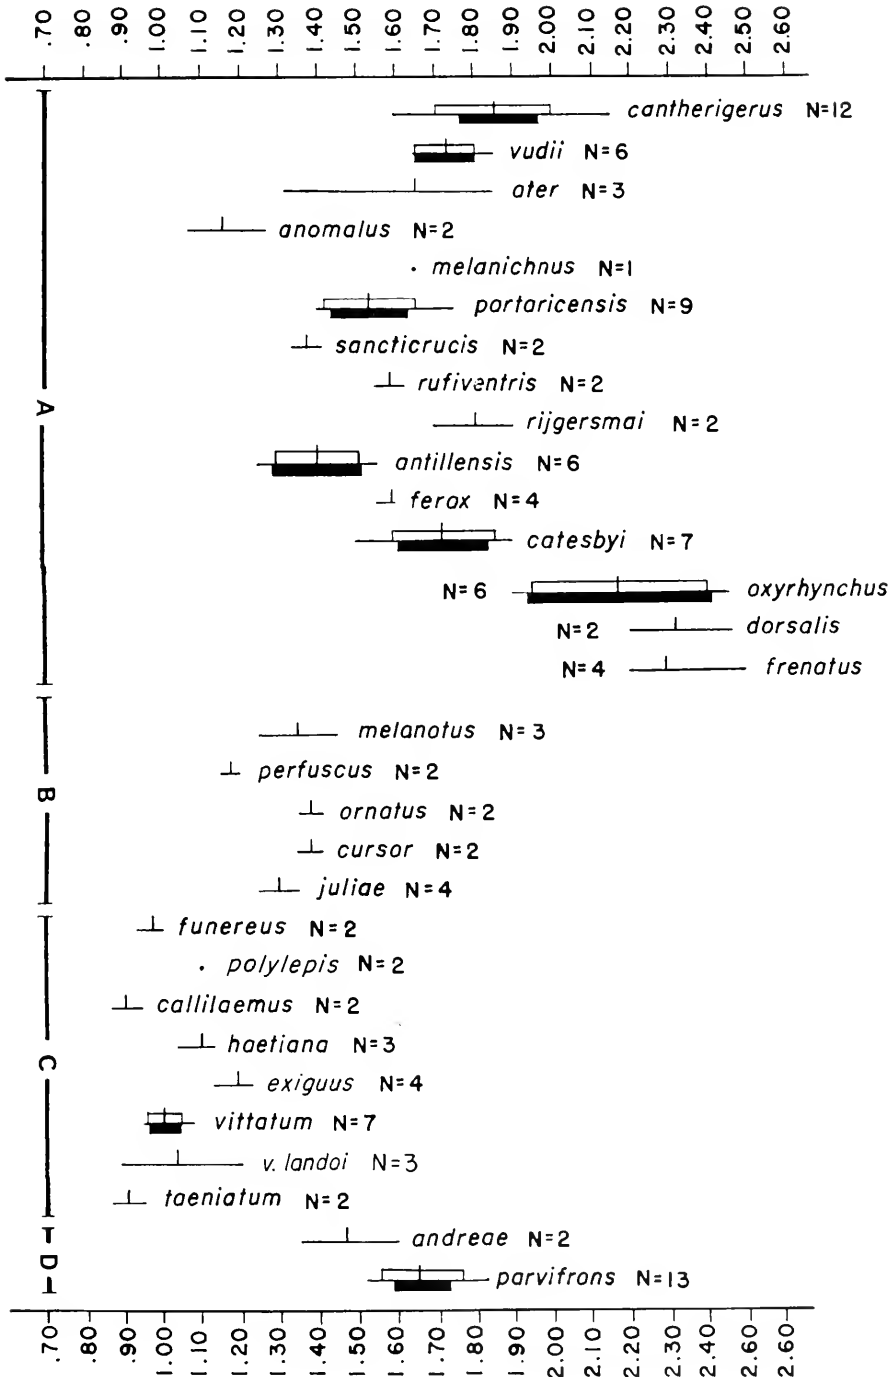 .70 .80 .90 1.00 1.10 1.20 1.30 1.40 1.50 1.60 1.70 1.80 1.90 2.00 2.10 2.20 2.30 2.40 2.50 2.60
cantherigerus N=12
vudii N=6
ater N=3
anomalus N=2
melanichnus N=1
portoricensis N=9
sancticrucis N=2
rufiventris N=2
rijgersmai N=2
A
antillensis N=6
ferox N=4
catesbyi N=7
N=6 oxyrhynchus
N=2 dorsalis
N=4 frenatus
melanotus N=3
perfuscus N=2
B
ornatus N=2
cursor N=2
juliae N=4
funereus N=2
polylepis N=2
callilaemus N=2
haetiana N=3
C
exiguus N=4
vittatum N=7
v. landoi N=3
taeniatum N=2
andreae N=2
D
parvifrons N=13
.70 .80 .90 1.00 1.10 1.20 1.30 1.40 1.50 1.60 1.70 1.80 1.90 2.00 2.10 2.20 2.30 2.40 2.50 2.60